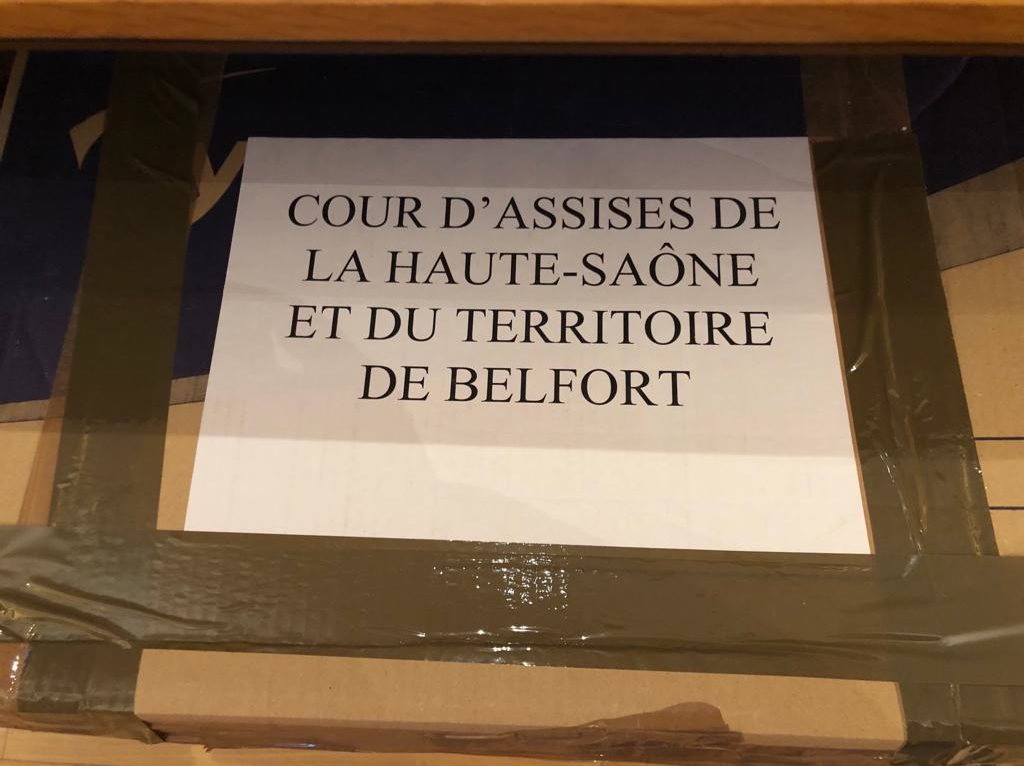 COUR D’ASSISES DE
LA HAUTE-SAÔNE
ET DU TERRITOIRE
DE BELFORT